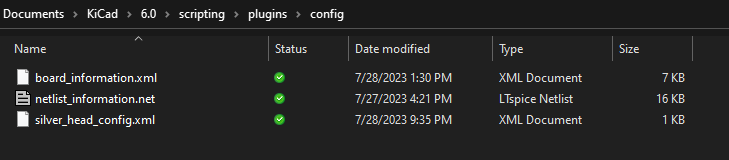 Documents > KiCad > 6.0 > scripting > plugins > config
Name Status Date modified Type Size
board_information.xml 7/28/2023 1:30 PM XML Document 7 KB
netlist_information.net 7/27/2023 4:21 PM LTspice Netlist 16 KB
silver_head_config.xml 7/28/2023 9:35 PM XML Document 1 KB